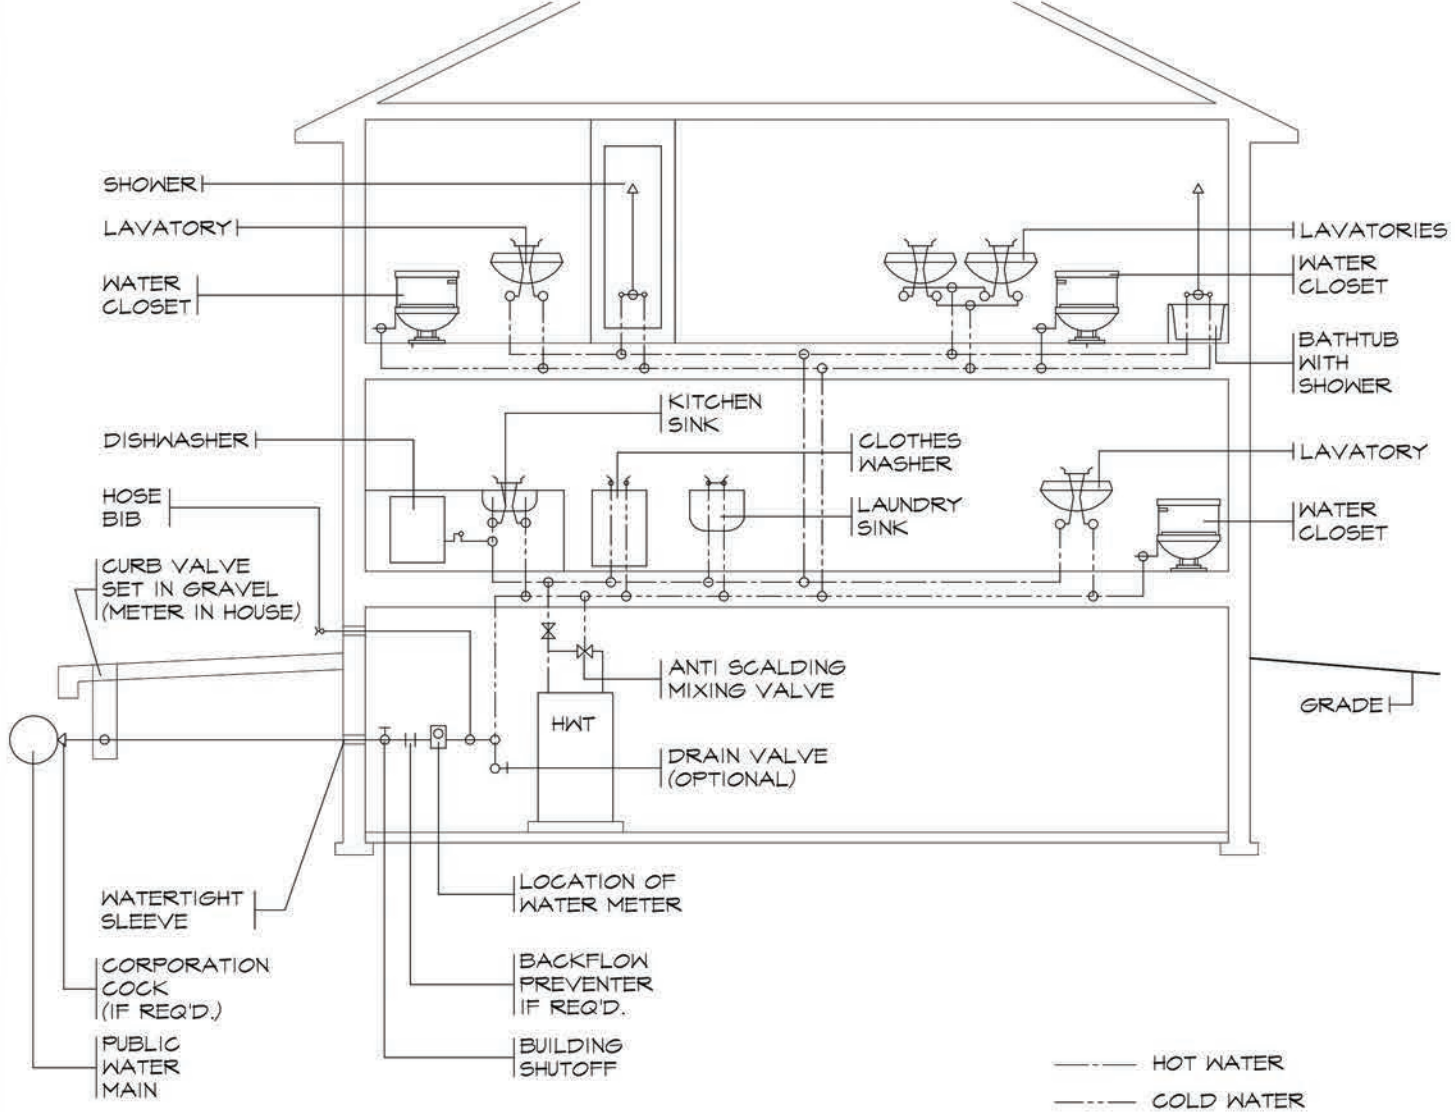 SHOWER
LAVATORY
WATER
CLOSET
LAVATORIES
WATER
CLOSET
BATHTUB
WITH
SHOWER
KITCHEN
SINK
DISHWASHER
CLOTHES
WASHER
LAVATORY
HOSE
BIB
LAUNDRY
SINK
WATER
CLOSET
CURB VALVE
SET IN GRAVEL
(METER IN HOUSE)
ANTI SCALDING
MIXING VALVE
GRADE
HWT
DRAIN VALVE
(OPTIONAL)
WATERTIGHT
SLEEVE
LOCATION OF
WATER METER
CORPORATION
COCK
(IF REQ'D.)
BACKFLOW
PREVENTER
IF REQ'D.
PUBLIC
WATER
MAIN
BUILDING
SHUTOFF
HOT WATER
COLD WATER